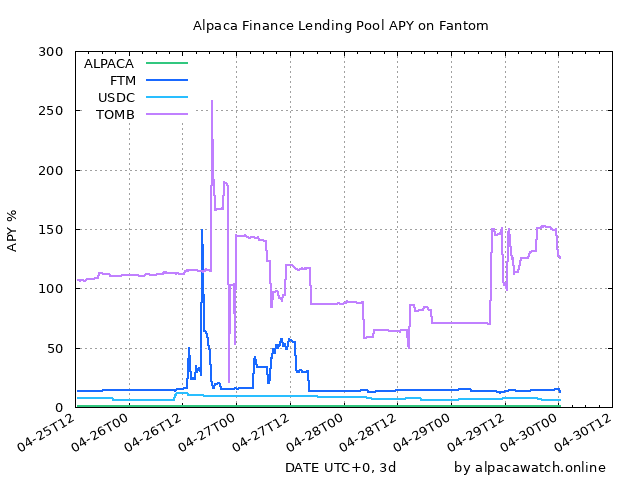 Alpaca Finance Lending Pool APY on Fantom
300
250
200
150
100
50
0
APY %
ALPACA
FTM
USDC
TOMB
04-25T12
04-26T00
04-26T12
04-27T00
04-27T12
04-28T00
04-28T12
04-29T00
04-29T12
04-30T00
04-30T12
DATE UTC+0, 3d
by alpacawatch.online